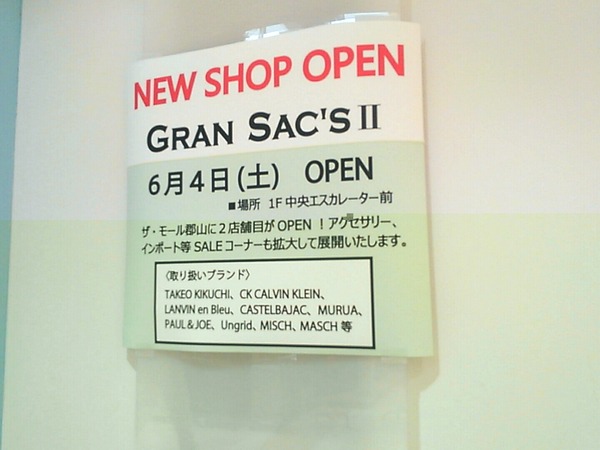 NEW SHOP OPEN
GRAN SAC'S II
6月4日(土) OPEN
■場所 1F 中央エスカレーター前
ザ・モール郡山に2店舗目がOPEN!アクセサリー、
インポート等SALEコーナーも拡大して展開いたします。
〈取り扱いブランド〉
TAKEO KIKUCHI、CK CALVIN KLEIN、
LANVIN en Bleu、CASTELBAJAC、MURUA、
PAUL & JOE、Ungrid、MISCH、MASCH 等